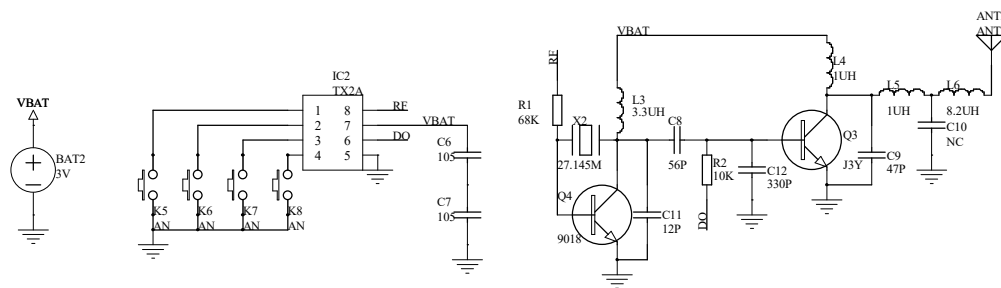 VBAT
BAT2
3V
IC2
TX2A
1
2
3
4
8
7
6
5
RF
VBAT
DO
K5
AN
K6
AN
K7
AN
K8
AN
C6
105
C7
105
RF
R1
68K
X2
27.145M
Q4
9018
VBAT
L3
3.3UH
C8
56P
C11
12P
R2
10K
DO
C12
330P
L4
1UH
Q3
J3Y
C9
47P
L5
1UH
L6
8.2UH
C10
NC
ANT
ANT